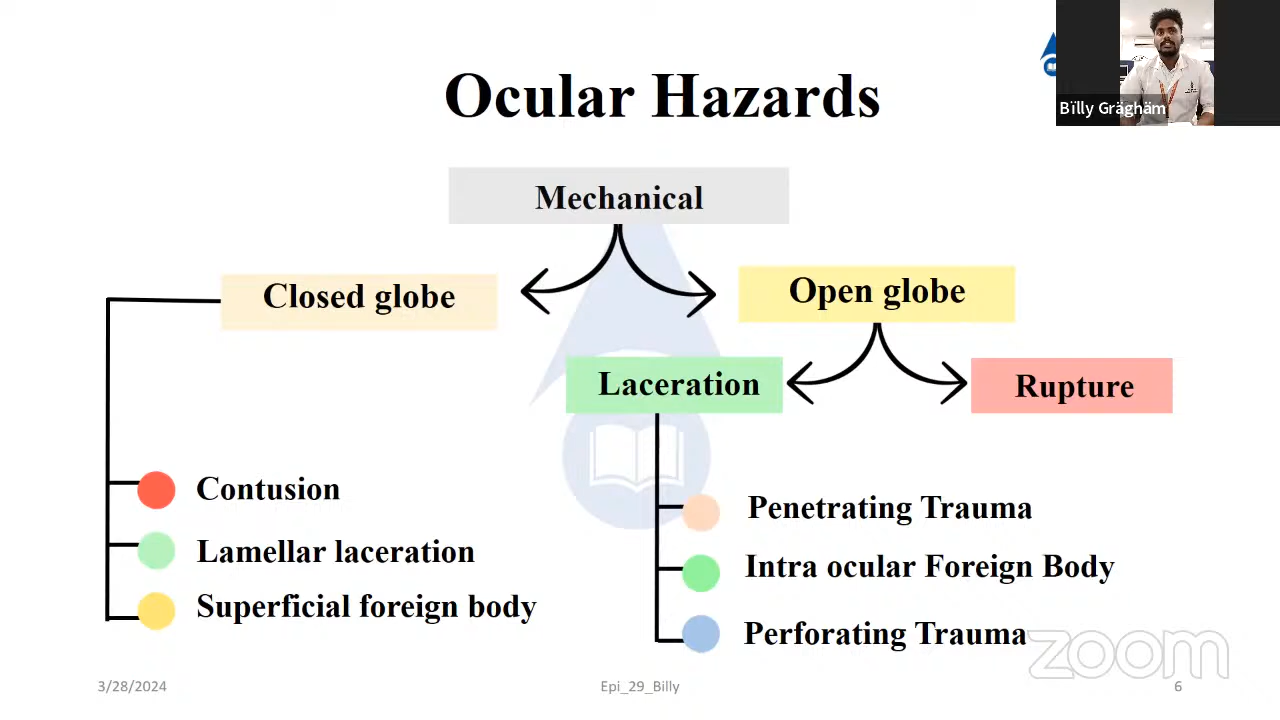 Ocular Hazards
Bïlly Gräghäm
Mechanical
Closed globe
Open globe
Laceration
Rupture
Contusion
Lamellar laceration
Superficial foreign body
Penetrating Trauma
Intra ocular Foreign Body
Perforating Trauma
zoom
3/28/2024
Epi_29_Billy
6